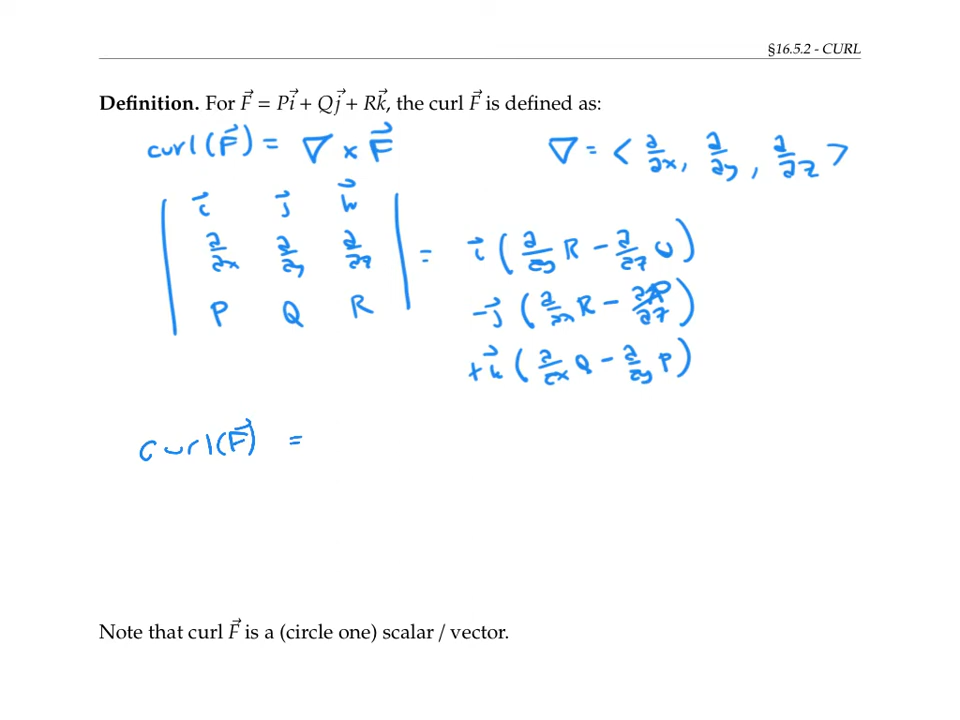 §16.5.2 - CURL
Definition. For F⃗ = Pi⃗ + Qj⃗ + Rk⃗, the curl F⃗ is defined as:
curl(F⃗) = ∇ × F⃗    ∇ = < ∂/∂x, ∂/∂y, ∂/∂z >
| i⃗ j⃗ k⃗ |
| ∂/∂x ∂/∂y ∂/∂z | = i⃗ ( ∂/∂y R − ∂/∂z Q )
| P Q R | −j⃗ ( ∂/∂x R − ∂P/∂z )
+k⃗ ( ∂/∂x Q − ∂/∂y P )
curl(F⃗) =
Note that curl F⃗ is a (circle one) scalar / vector.